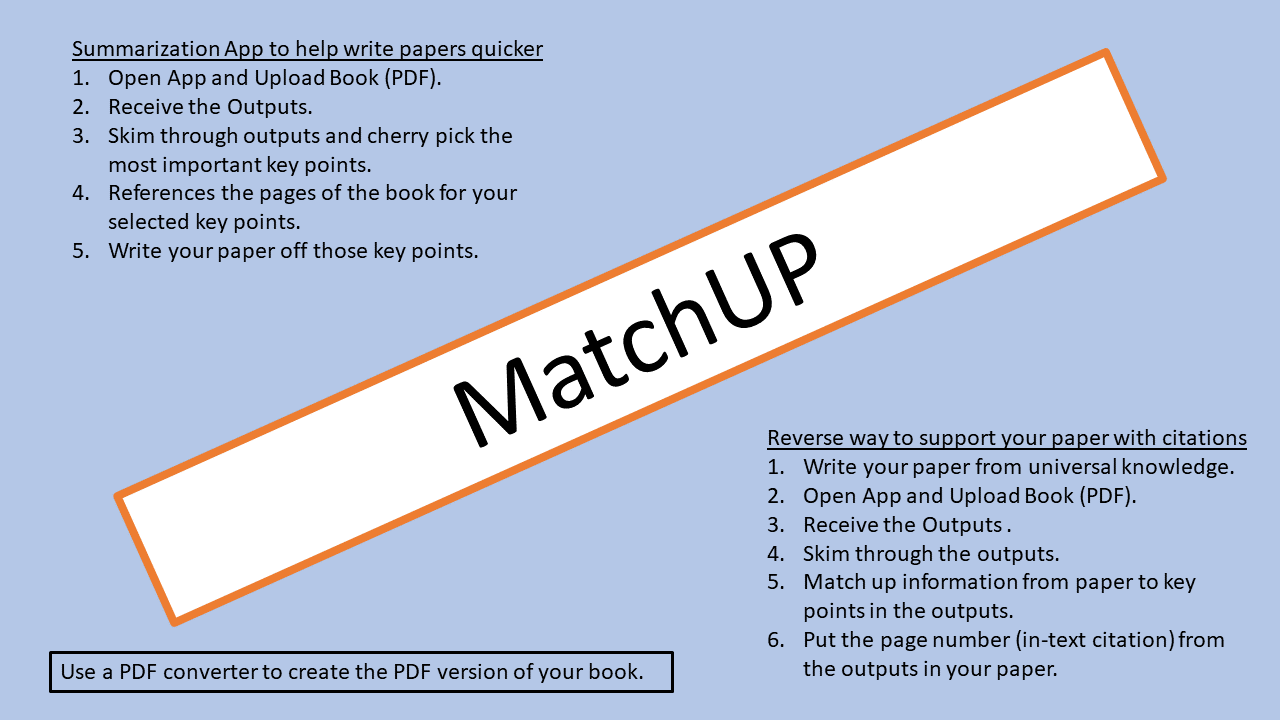 Summarization App to help write papers quicker
1. Open App and Upload Book (PDF).
2. Receive the Outputs.
3. Skim through outputs and cherry pick the
most important key points.
4. References the pages of the book for your
selected key points.
5. Write your paper off those key points.
MatchUP
Reverse way to support your paper with citations
1. Write your paper from universal knowledge.
2. Open App and Upload Book (PDF).
3. Receive the Outputs .
4. Skim through the outputs.
5. Match up information from paper to key
points in the outputs.
6. Put the page number (in-text citation) from
the outputs in your paper.
Use a PDF converter to create the PDF version of your book.